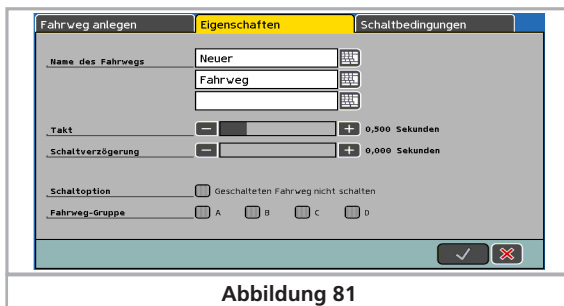 Fahrweg anlegen Eigenschaften Schaltbedingungen
Name des Fahrwegs Neuer
Fahrweg
Takt 0,500 Sekunden
Schaltverzögerung 0,000 Sekunden
Schaltoption Geschalteten Fahrweg nicht schalten
Fahrweg-Gruppe A B C D
Abbildung 81